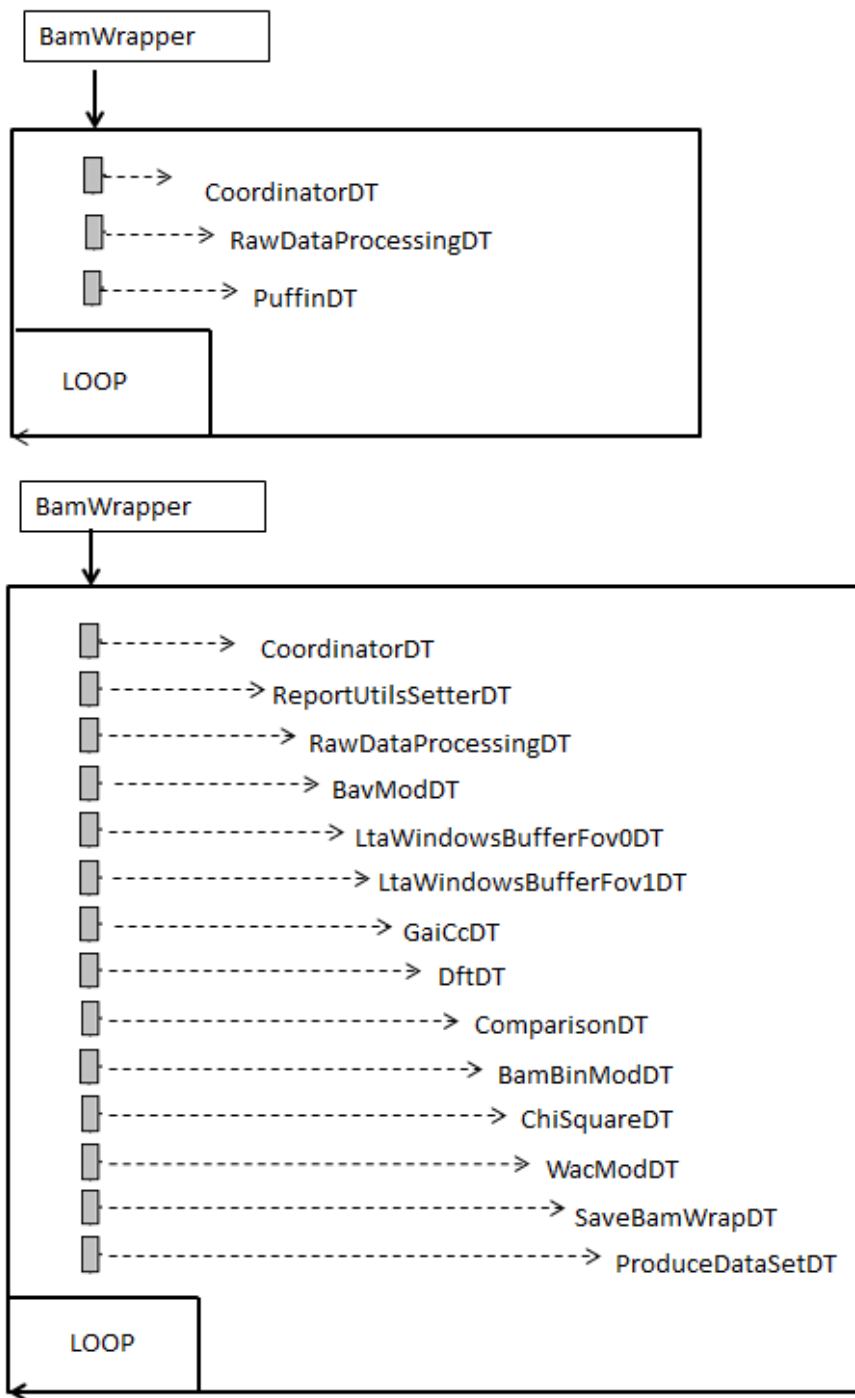 BamWrapper
CoordinatorDT
RawDataProcessingDT
PuffinDT
LOOP
BamWrapper
CoordinatorDT
ReportUtilsSetterDT
RawDataProcessingDT
BavModDT
LtaWindowsBufferFov0DT
LtaWindowsBufferFov1DT
GaiCcDT
DftDT
ComparisonDT
BamBinModDT
ChiSquareDT
WacModDT
SaveBamWrapDT
ProduceDataSetDT
LOOP